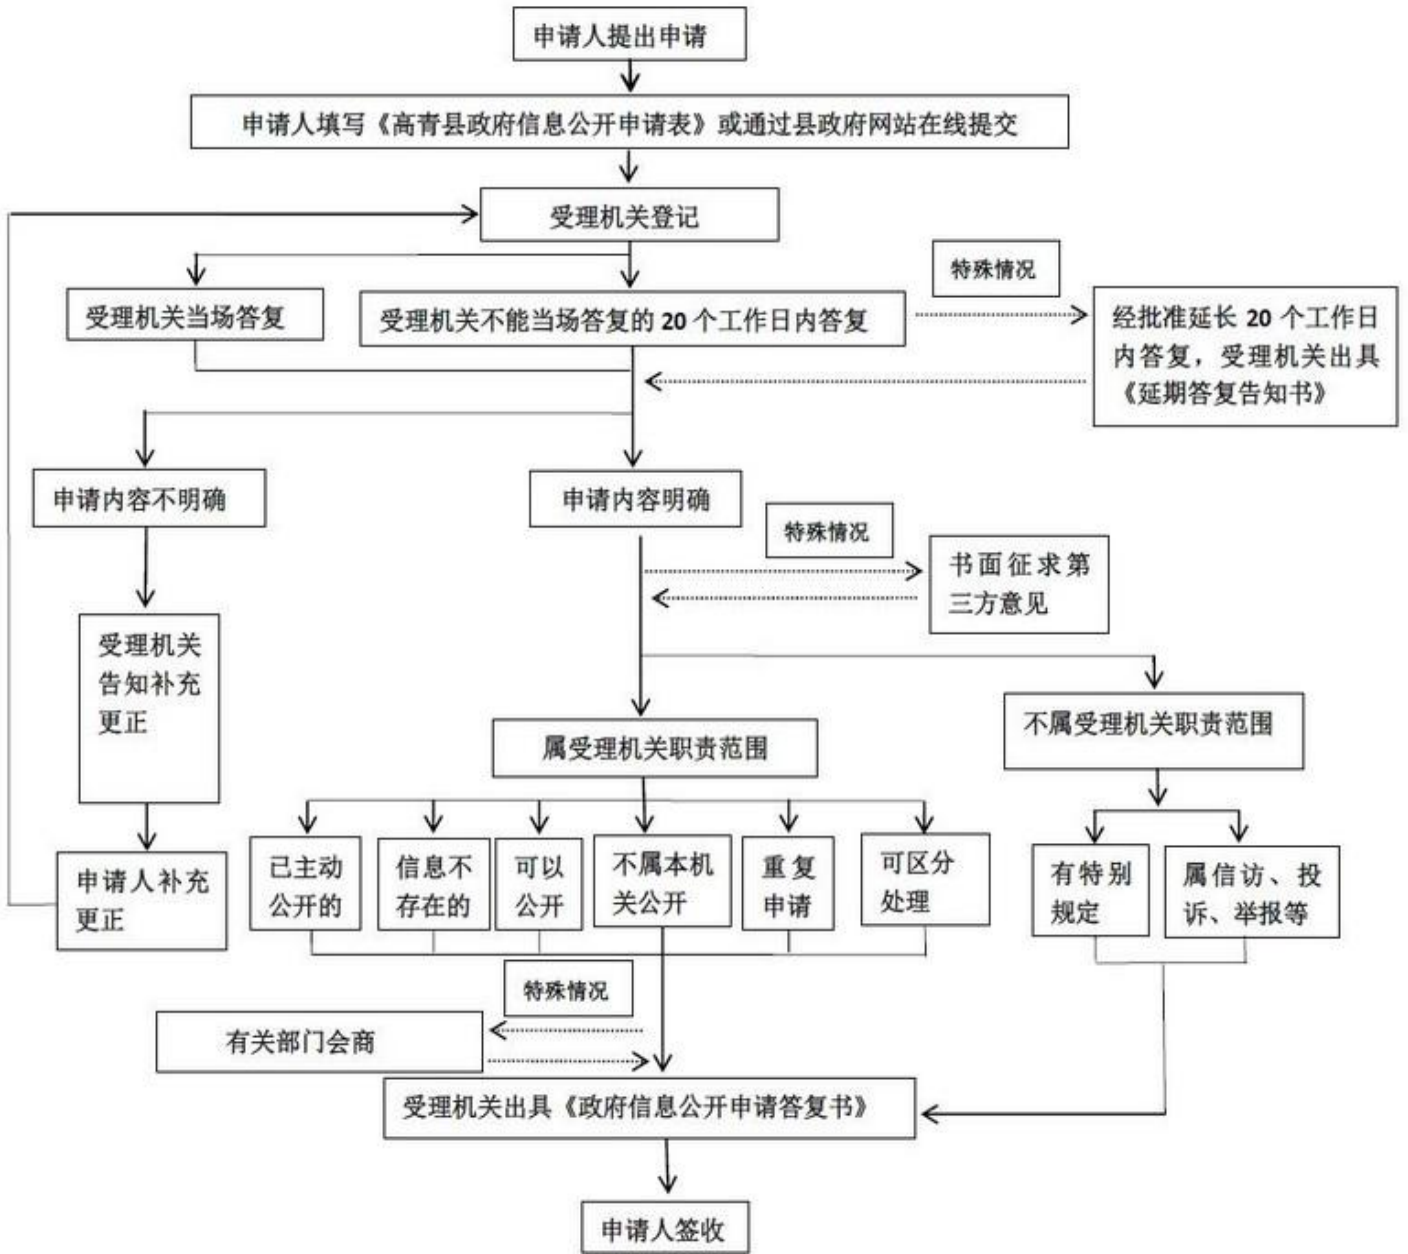 申请人提出申请
申请人填写《高青县政府信息公开申请表》或通过县政府网站在线提交
受理机关登记
特殊情况
受理机关当场答复
受理机关不能当场答复的 20 个工作日内答复
经批准延长 20 个工作日
内答复，受理机关出具
《延期答复告知书》
申请内容不明确
申请内容明确
特殊情况
书面征求第
三方意见
受理机关
告知补充
更正
属受理机关职责范围
不属受理机关职责范围
申请人补充
更正
已主动
公开的
信息不
存在的
可以
公开
不属本机
关公开
重复
申请
可区分
处理
有特别
规定
属信访、投
诉、举报等
特殊情况
有关部门会商
受理机关出具《政府信息公开申请答复书》
申请人签收